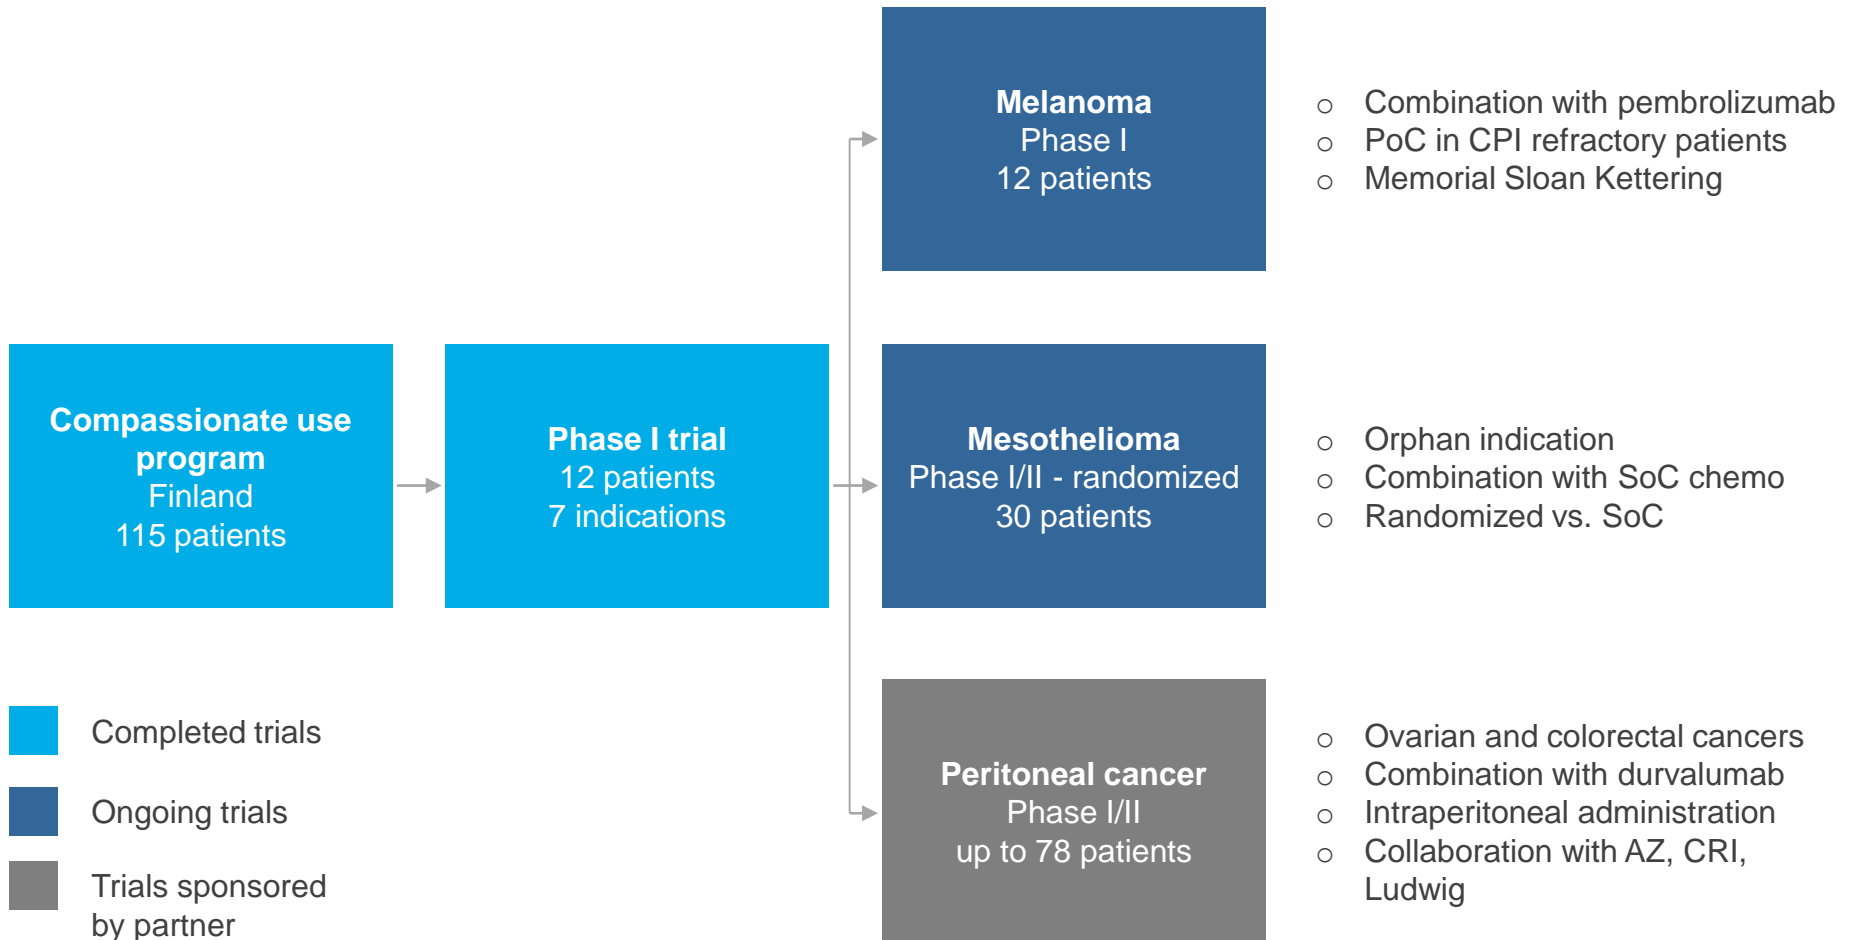 Melanoma
Phase I
12 patients
○ Combination with pembrolizumab
○ PoC in CPI refractory patients
○ Memorial Sloan Kettering
Compassionate use
program
Finland
115 patients
Phase I trial
12 patients
7 indications
Mesothelioma
Phase I/II - randomized
30 patients
○ Orphan indication
○ Combination with SoC chemo
○ Randomized vs. SoC
Peritoneal cancer
Phase I/II
up to 78 patients
○ Ovarian and colorectal cancers
○ Combination with durvalumab
○ Intraperitoneal administration
○ Collaboration with AZ, CRI,
Ludwig
Completed trials
Ongoing trials
Trials sponsored
by partner